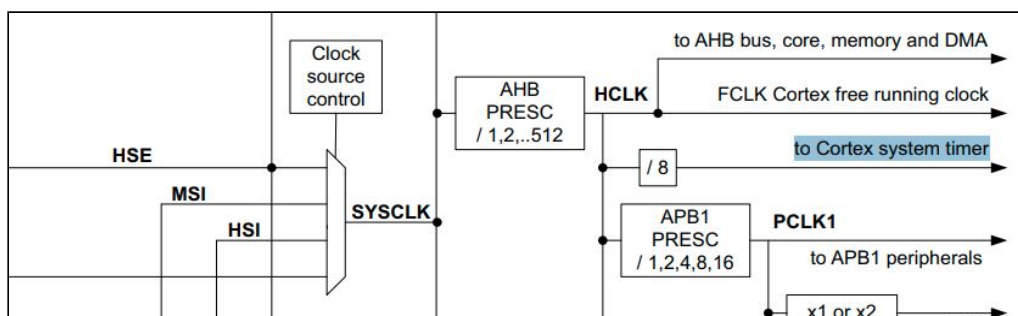 Clock
source
control
to AHB bus, core, memory and DMA
AHB
PRESC
/ 1,2,..512
HCLK
FCLK Cortex free running clock
HSE
/ 8
to Cortex system timer
MSI
SYSCLK
HSI
APB1
PRESC
/ 1,2,4,8,16
PCLK1
to APB1 peripherals
x1 or x2